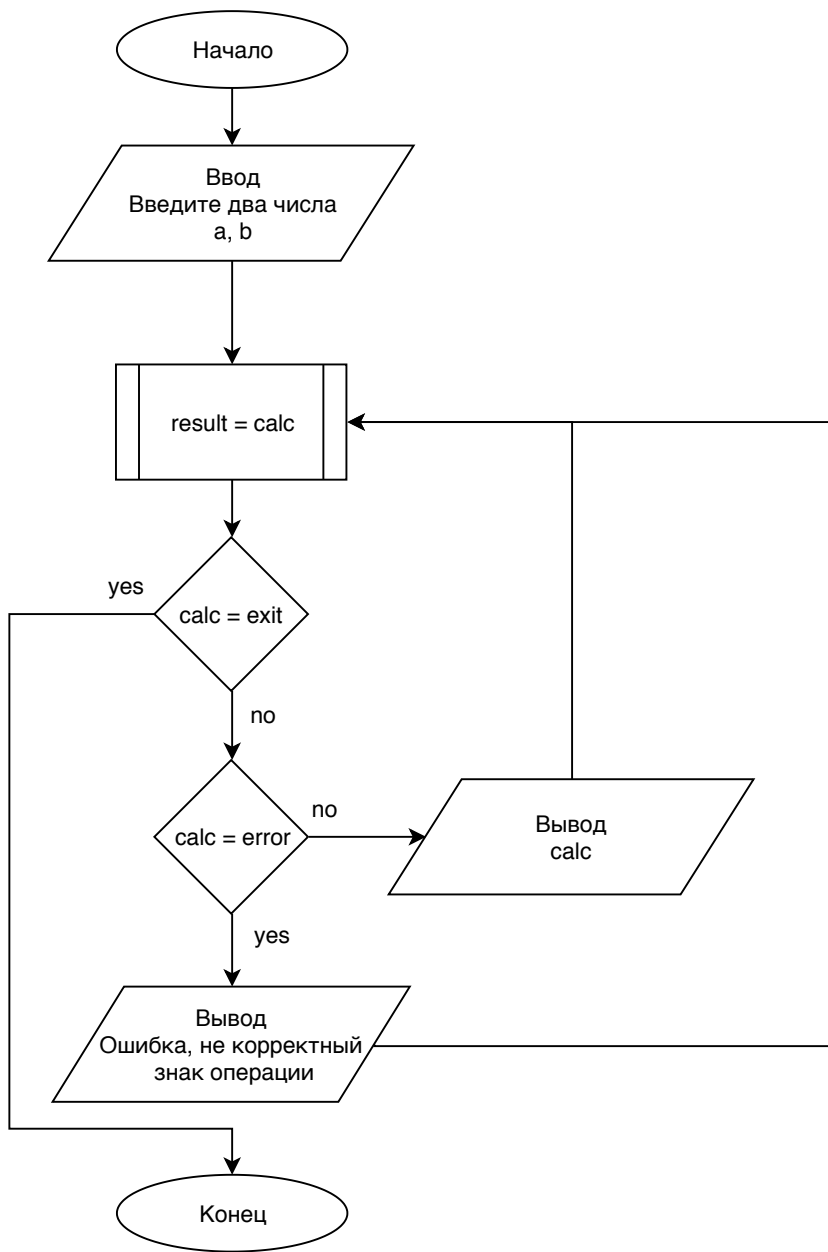 Начало
Ввод
Введите два числа
a, b
result = calc
yes
calc = exit
no
calc = error
no
Вывод
calc
yes
Вывод
Ошибка, не корректный
знак операции
Конец